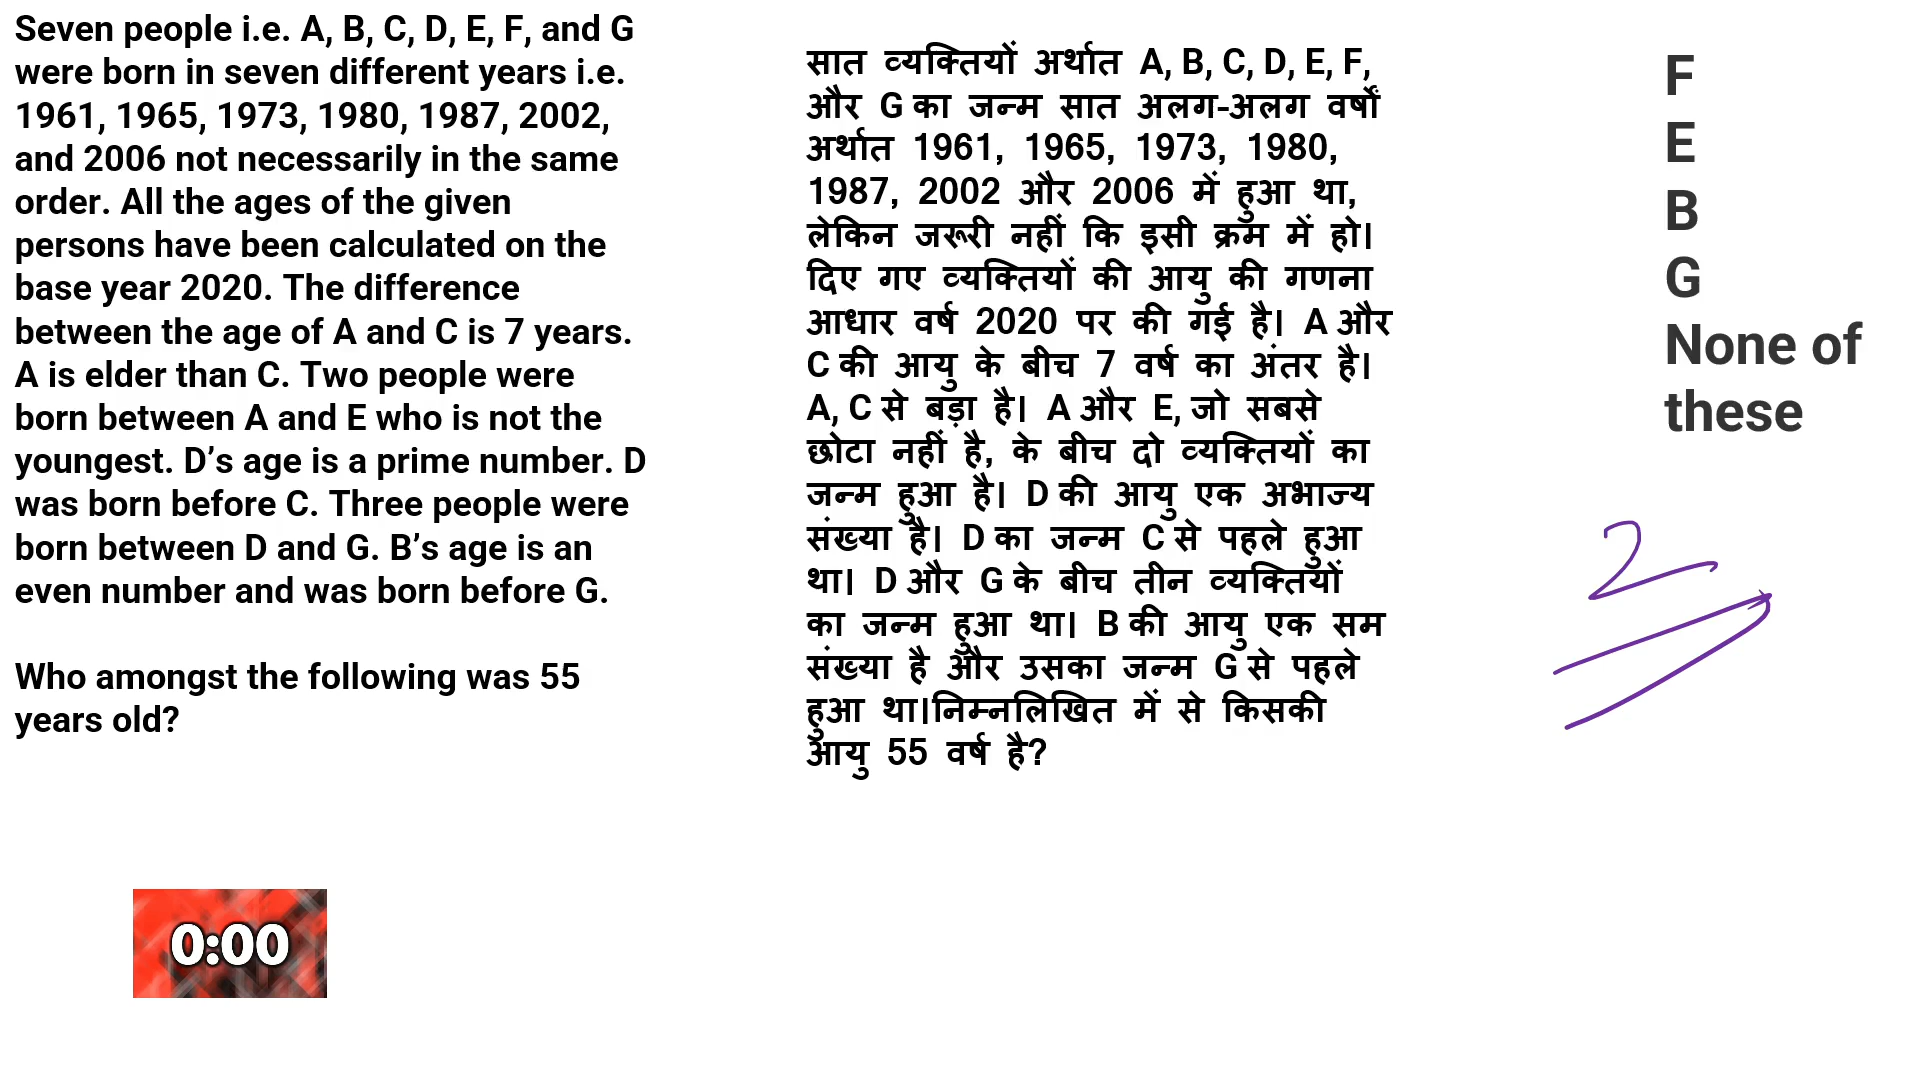 Seven people i.e. A, B, C, D, E, F, and G
were born in seven different years i.e.
1961, 1965, 1973, 1980, 1987, 2002,
and 2006 not necessarily in the same
order. All the ages of the given
persons have been calculated on the
base year 2020. The difference
between the age of A and C is 7 years.
A is elder than C. Two people were
born between A and E who is not the
youngest. D’s age is a prime number. D
was born before C. Three people were
born between D and G. B’s age is an
even number and was born before G.
Who amongst the following was 55
years old?
सात व्यक्तियों अर्थात A, B, C, D, E, F,
और G का जन्म सात अलग-अलग वर्षों
अर्थात 1961, 1965, 1973, 1980,
1987, 2002 और 2006 में हुआ था,
लेकिन जरूरी नहीं कि इसी क्रम में हो।
दिए गए व्यक्तियों की आयु की गणना
आधार वर्ष 2020 पर की गई है। A और
C की आयु के बीच 7 वर्ष का अंतर है।
A, C से बड़ा है। A और E, जो सबसे
छोटा नहीं है, के बीच दो व्यक्तियों का
जन्म हुआ है। D की आयु एक अभाज्य
संख्या है। D का जन्म C से पहले हुआ
था। D और G के बीच तीन व्यक्तियों
का जन्म हुआ था। B की आयु एक सम
संख्या है और उसका जन्म G से पहले
हुआ था।निम्नलिखित में से किसकी
आयु 55 वर्ष है?
F
E
B
G
None of
these
2
0:00